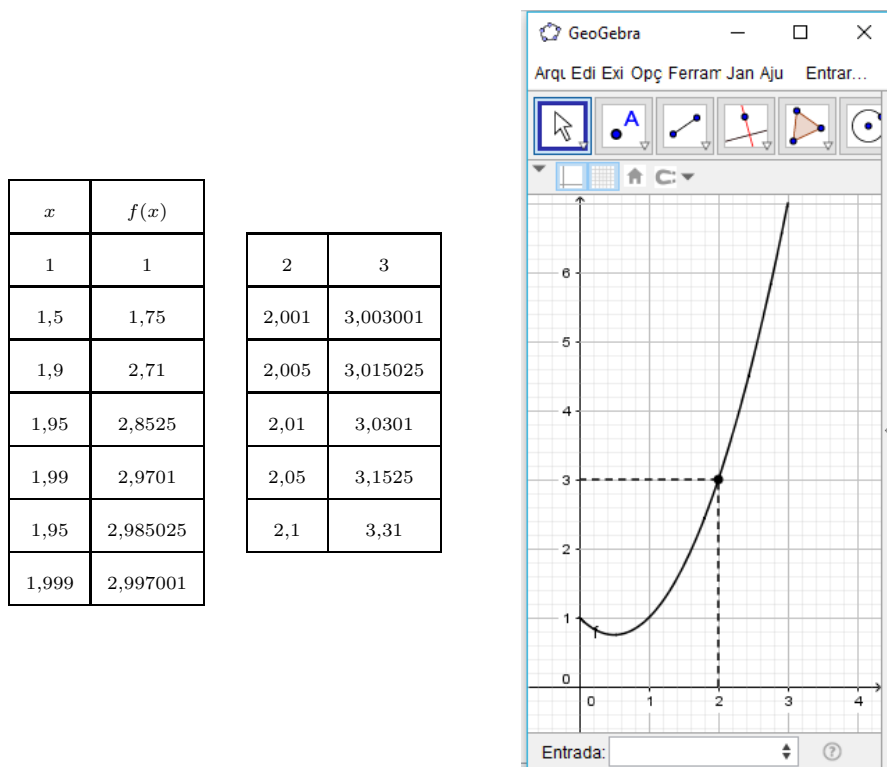 x f(x)
1 1
1,5 1,75
1,9 2,71
1,95 2,8525
1,99 2,9701
1,95 2,985025
1,999 2,997001
2 3
2,001 3,003001
2,005 3,015025
2,01 3,0301
2,05 3,1525
2,1 3,31
GeoGebra
Arqu Edi Exi Opç Ferram Jan Aju Entrar...
A
6
5
4
3
2
1
f
0
0 1 2 3 4
Entrada: ?